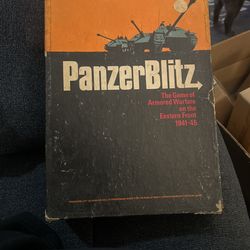 PanzerBlitz
The Game of
Armored Warfare
on the
Eastern Front
1941-45